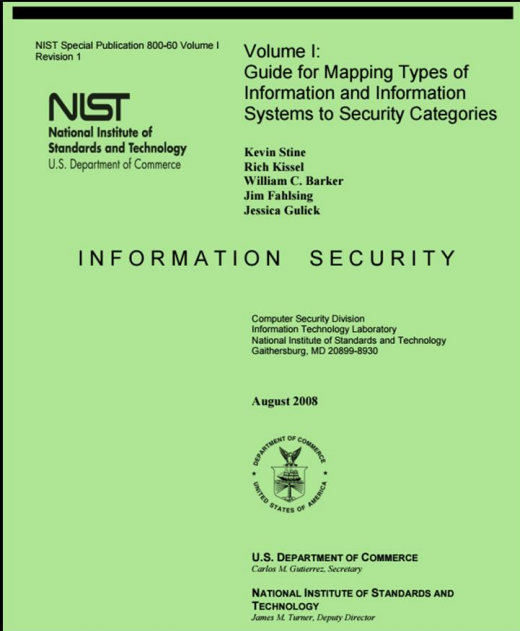 NIST Special Publication 800-60 Volume I
Revision 1
NIST
National Institute of
Standards and Technology
U.S. Department of Commerce
Volume I:
Guide for Mapping Types of
Information and Information
Systems to Security Categories
Kevin Stine
Rich Kissel
William C. Barker
Jim Fahlsing
Jessica Gulick
INFORMATION SECURITY
Computer Security Division
Information Technology Laboratory
National Institute of Standards and Technology
Gaithersburg, MD 20899-8930
August 2008
DEPARTMENT OF COMMERCE
UNITED STATES OF AMERICA
U.S. DEPARTMENT OF COMMERCE
Carlos M. Gutierrez, Secretary
NATIONAL INSTITUTE OF STANDARDS AND
TECHNOLOGY
James M. Turner, Deputy Director